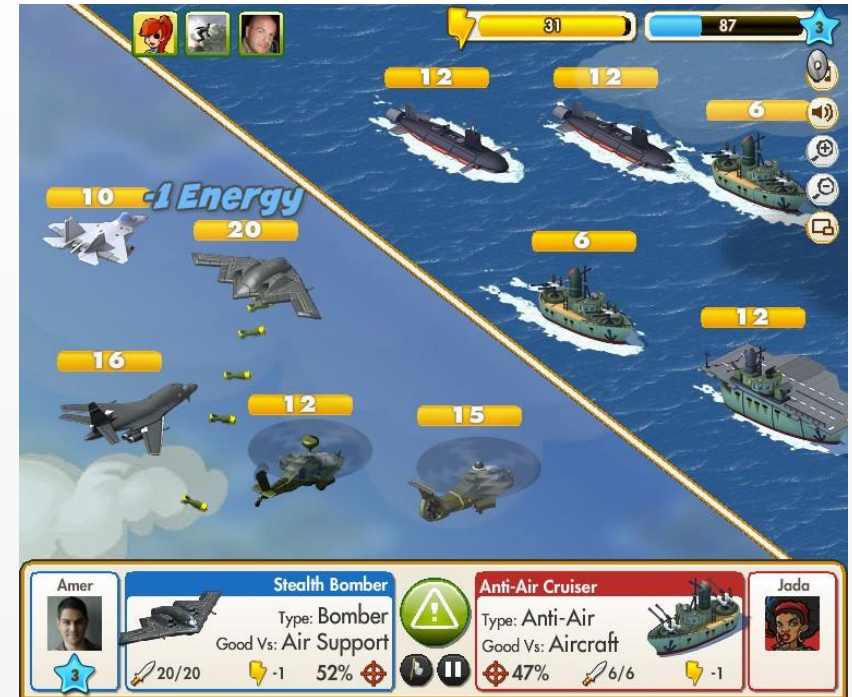 31
87
3
12
12
6
10
-1 Energy
20
6
12
16
12
15
Amer
3
Stealth Bomber
Type: Bomber
Good Vs: Air Support
20/20
-1
52%
Anti-Air Cruiser
Type: Anti-Air
Good Vs: Aircraft
47%
6/6
-1
Jada